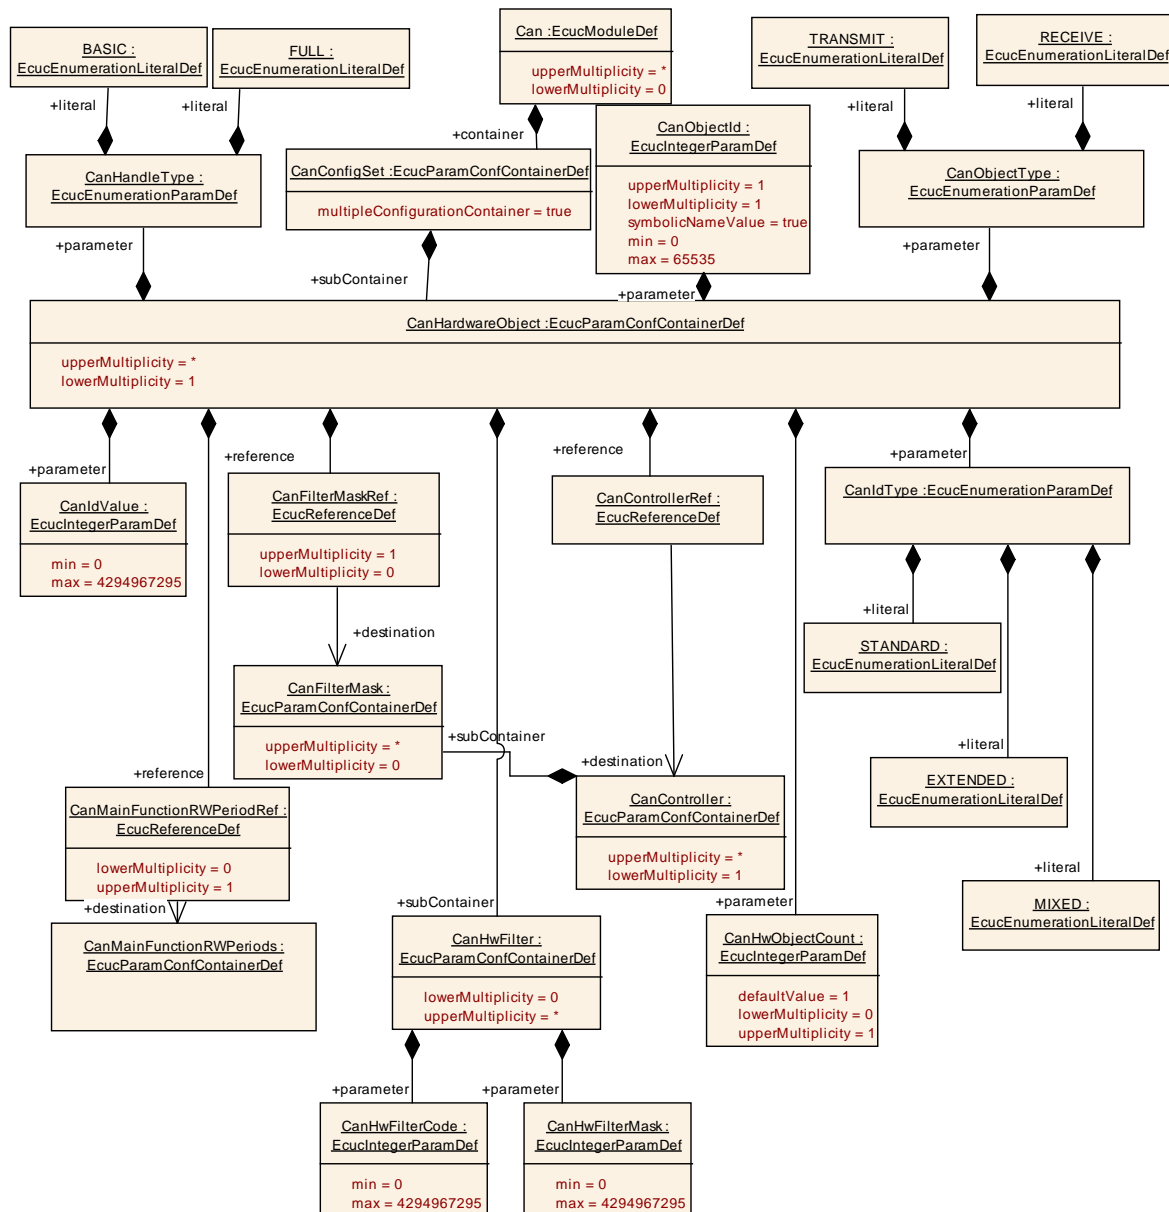 BASIC :
EcucEnumerationLiteralDef
FULL :
EcucEnumerationLiteralDef
Can :EcucModuleDef
upperMultiplicity = *
lowerMultiplicity = 0
TRANSMIT :
EcucEnumerationLiteralDef
RECEIVE :
EcucEnumerationLiteralDef
+literal
+literal
+container
+literal
+literal
CanHandleType :
EcucEnumerationParamDef
CanConfigSet :EcucParamConfContainerDef
multipleConfigurationContainer = true
CanObjectId :
EcucIntegerParamDef
upperMultiplicity = 1
lowerMultiplicity = 1
symbolicNameValue = true
min = 0
max = 65535
CanObjectType :
EcucEnumerationParamDef
+parameter
+subContainer
+parameter
+parameter
CanHardwareObject :EcucParamConfContainerDef
upperMultiplicity = *
lowerMultiplicity = 1
+parameter
+reference
+reference
+parameter
CanIdValue :
EcucIntegerParamDef
min = 0
max = 4294967295
CanFilterMaskRef :
EcucReferenceDef
upperMultiplicity = 1
lowerMultiplicity = 0
CanControllerRef :
EcucReferenceDef
CanIdType :EcucEnumerationParamDef
+destination
+literal
STANDARD :
EcucEnumerationLiteralDef
CanFilterMask :
EcucParamConfContainerDef
upperMultiplicity = *
lowerMultiplicity = 0
+subContainer
+destination
+literal
EXTENDED :
EcucEnumerationLiteralDef
+reference
CanMainFunctionRWPeriodRef :
EcucReferenceDef
lowerMultiplicity = 0
upperMultiplicity = 1
CanController :
EcucParamConfContainerDef
upperMultiplicity = *
lowerMultiplicity = 1
+literal
MIXED :
EcucEnumerationLiteralDef
+destination
+subContainer
+parameter
CanMainFunctionRWPeriods :
EcucParamConfContainerDef
CanHwFilter :
EcucParamConfContainerDef
lowerMultiplicity = 0
upperMultiplicity = *
CanHwObjectCount :
EcucIntegerParamDef
defaultValue = 1
lowerMultiplicity = 0
upperMultiplicity = 1
+parameter
+parameter
CanHwFilterCode :
EcucIntegerParamDef
min = 0
max = 4294967295
CanHwFilterMask :
EcucIntegerParamDef
min = 0
max = 4294967295